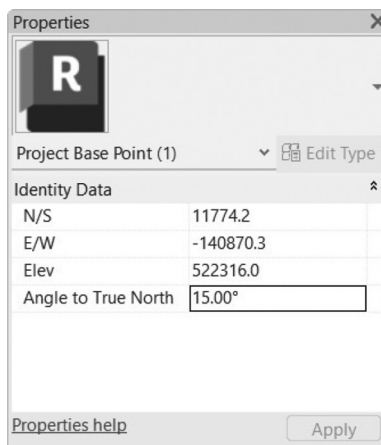 Properties
R
Project Base Point (1)
Edit Type
Identity Data
N/S 11774.2
E/W -140870.3
Elev 522316.0
Angle to True North 15.00°
Properties help
Apply